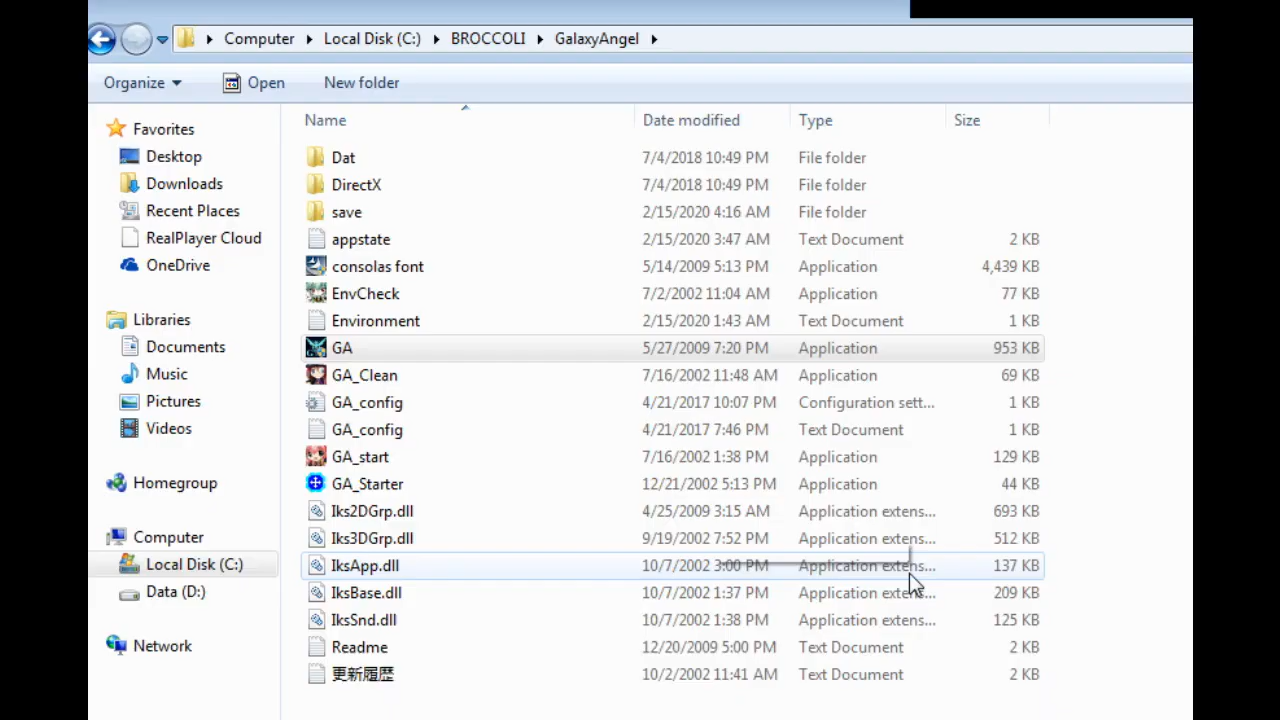 Computer Local Disk (C:) BROCCOLI GalaxyAngel
Organize Open New folder
Favorites
Desktop
Downloads
Recent Places
RealPlayer Cloud
OneDrive
Libraries
Documents
Music
Pictures
Videos
Homegroup
Computer
Local Disk (C:)
Data (D:)
Network
Name Date modified Type Size
Dat 7/4/2018 10:49 PM File folder
DirectX 7/4/2018 10:49 PM File folder
save 2/15/2020 4:16 AM File folder
appstate 2/15/2020 3:47 AM Text Document 2 KB
consolas font 5/14/2009 5:13 PM Application 4,439 KB
EnvCheck 7/2/2002 11:04 AM Application 77 KB
Environment 2/15/2020 1:43 AM Text Document 1 KB
GA 5/27/2009 7:20 PM Application 953 KB
GA_Clean 7/16/2002 11:48 AM Application 69 KB
GA_config 4/21/2017 10:07 PM Configuration sett... 1 KB
GA_config 4/21/2017 7:46 PM Text Document 1 KB
GA_start 7/16/2002 1:38 PM Application 129 KB
GA_Starter 12/21/2002 5:13 PM Application 44 KB
Iks2DGrp.dll 4/25/2009 3:15 AM Application extens... 693 KB
Iks3DGrp.dll 9/19/2002 7:52 PM Application extens... 512 KB
IksApp.dll 10/7/2002 3:00 PM Application extens... 137 KB
IksBase.dll 10/7/2002 1:37 PM Application extens... 209 KB
IksSnd.dll 10/7/2002 1:38 PM Application extens... 125 KB
Readme 12/20/2009 5:00 PM Text Document 2 KB
更新履歴 10/2/2002 11:41 AM Text Document 2 KB